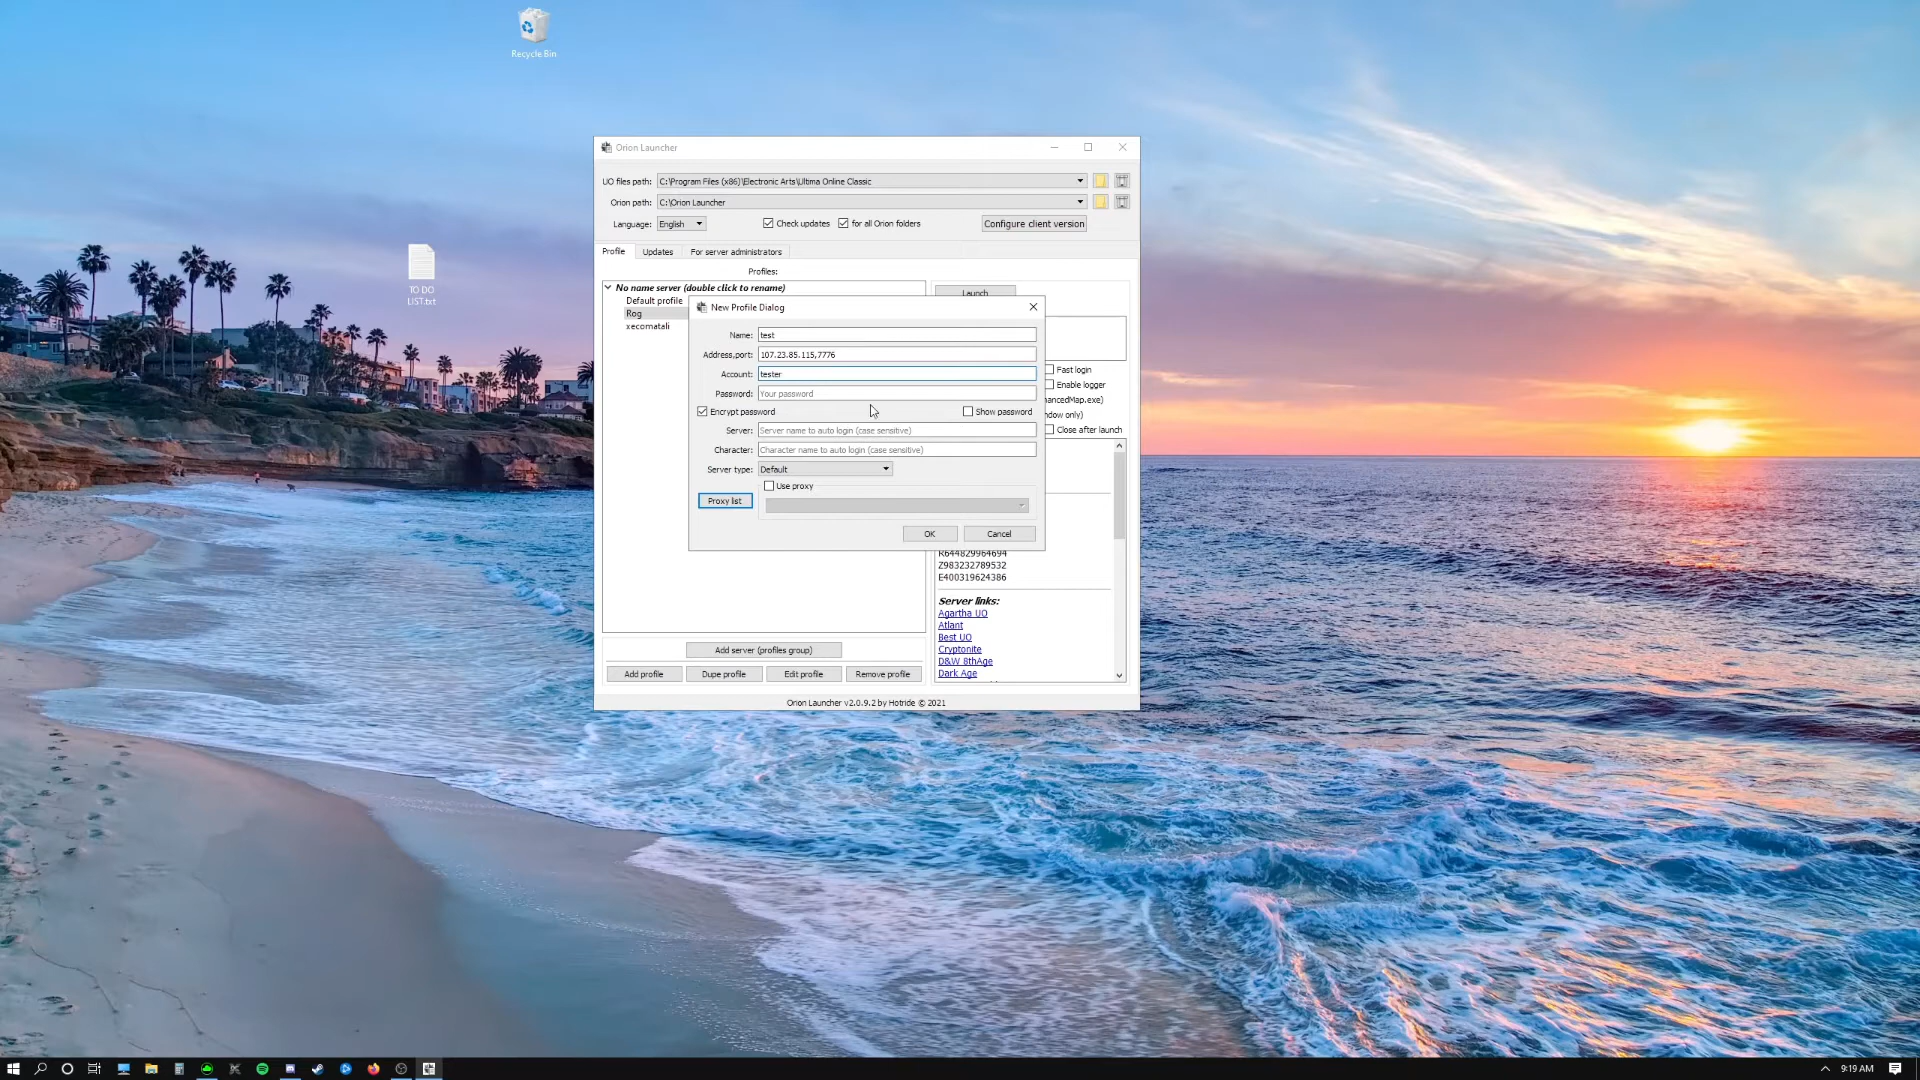 Recycle Bin
TO DO
LIST.txt
Orion Launcher
UO files path: C:\Program Files (x86)\Electronic Arts\Ultima Online Classic
Orion path: C:\Orion Launcher
Language: English Check updates for all Orion folders Configure client version
Profile Updates For server administrators
Profiles:
No name server (double click to rename)
Default profile
Rog
xecomatali
Launch
New Profile Dialog
Name: test
Address,port: 107.23.85.115,7776
Account: tester
Password: Your password
Encrypt password Show password
Server: Server name to auto login (case sensitive)
Character: Character name to auto login (case sensitive)
Server type: Default
Use proxy
Proxy list
OK Cancel
Fast login
Enable logger
ancedMap.exe)
dow only)
Close after launch
R644829964694
Z983232789532
E400319624386
Server links:
Agartha UO
Atlant
Best UO
Cryptonite
D&W 8thAge
Dark Age
Add server (profiles group)
Add profile Dupe profile Edit profile Remove profile
Orion Launcher v2.0.9.2 by Hotride © 2021
9:19 AM